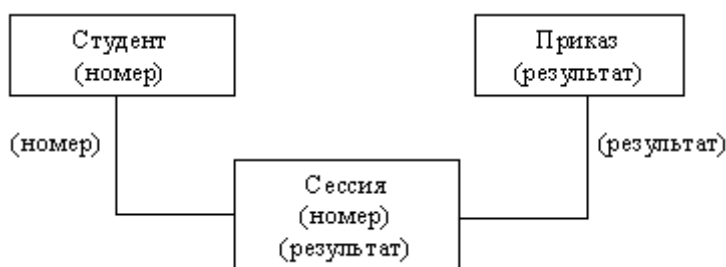 Студент
(номер)
Приказ
(результат)
(номер)
(результат)
Сессия
(номер)
(результат)